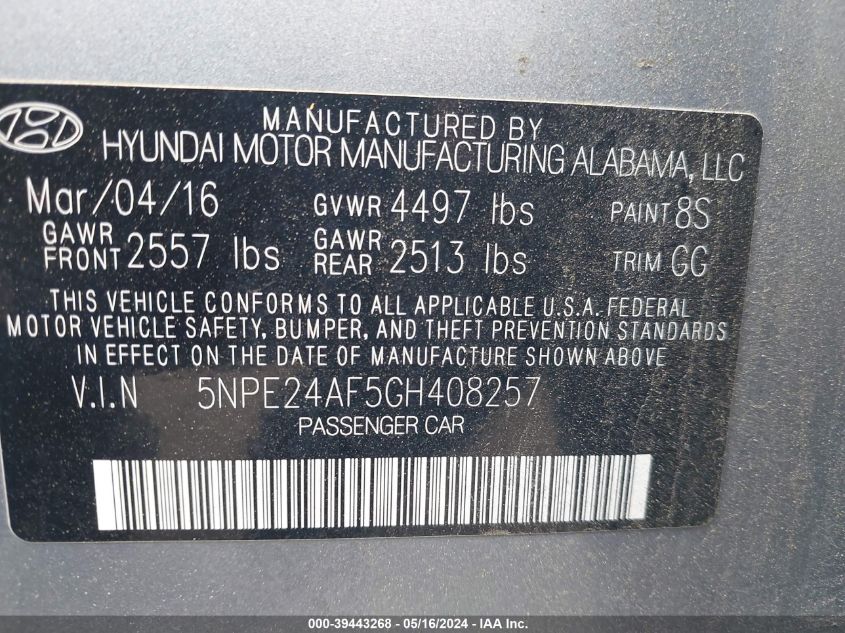 MANUFACTURED BY
HYUNDAI MOTOR MANUFACTURING ALABAMA, LLC
Mar/04/16 GVWR 4497 lbs PAINT 8S
GAWR FRONT 2557 lbs GAWR REAR 2513 lbs TRIM GG
THIS VEHICLE CONFORMS TO ALL APPLICABLE U.S.A. FEDERAL
MOTOR VEHICLE SAFETY, BUMPER, AND THEFT PREVENTION STANDARDS
IN EFFECT ON THE DATE OF MANUFACTURE SHOWN ABOVE
V.I.N 5NPE24AF5GH408257
PASSENGER CAR
000-39443268 - 05/16/2024 - IAA Inc.